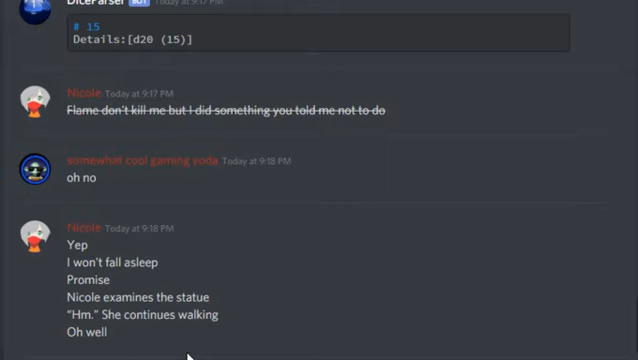 DiceParser BOT Today at 9:17 PM
# 15
Details:[d20 (15)]
Nicole Today at 9:17 PM
Flame don't kill me but I did something you told me not to do
somewhat cool gaming yoda Today at 9:18 PM
oh no
Nicole Today at 9:18 PM
Yep
I won't fall asleep
Promise
Nicole examines the statue
“Hm.” She continues walking
Oh well